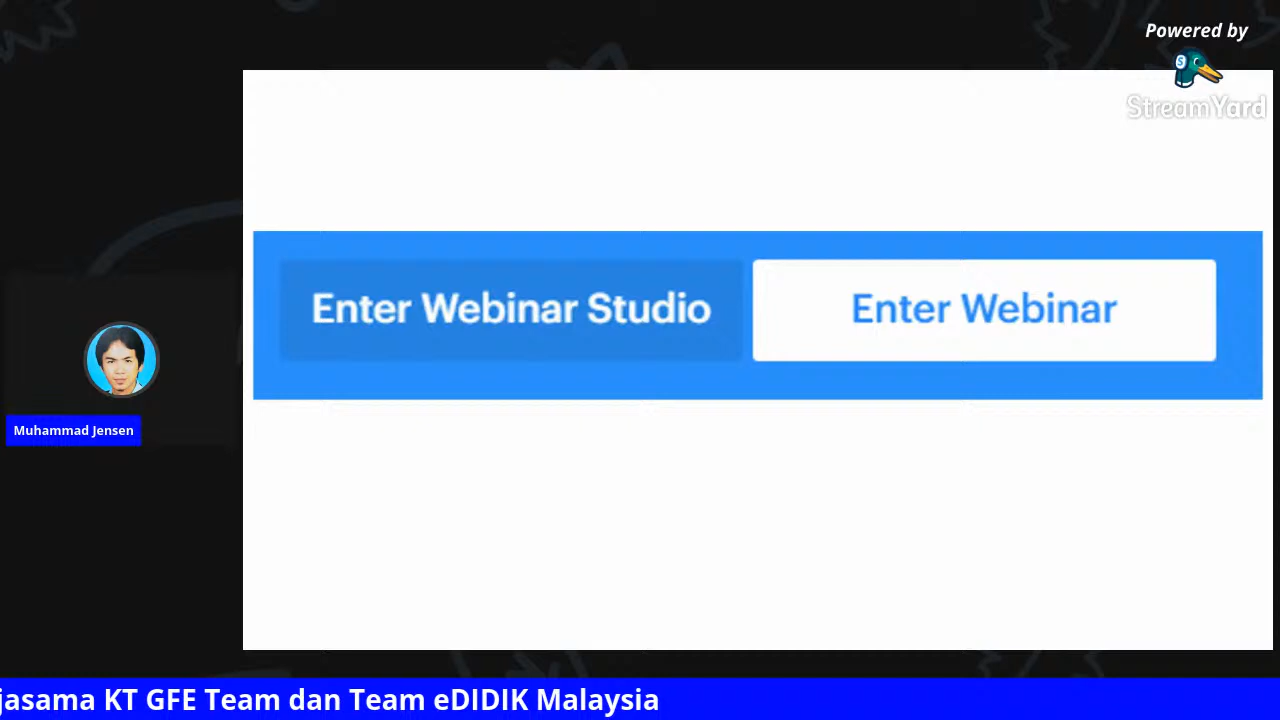 Powered by
StreamYard
Enter Webinar Studio
Enter Webinar
Muhammad Jensen
jasama KT GFE Team dan Team eDIDIK Malaysia